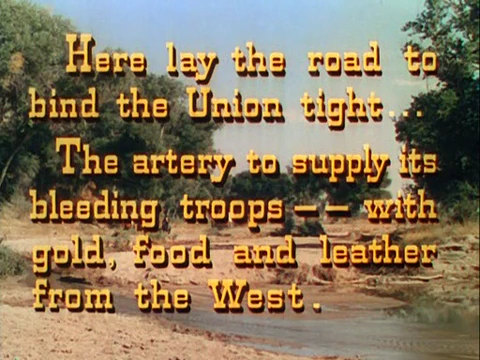 Here lay the road to
bind the Union tight...
The artery to supply its
bleeding troops — — with
gold, food and leather
from the West.